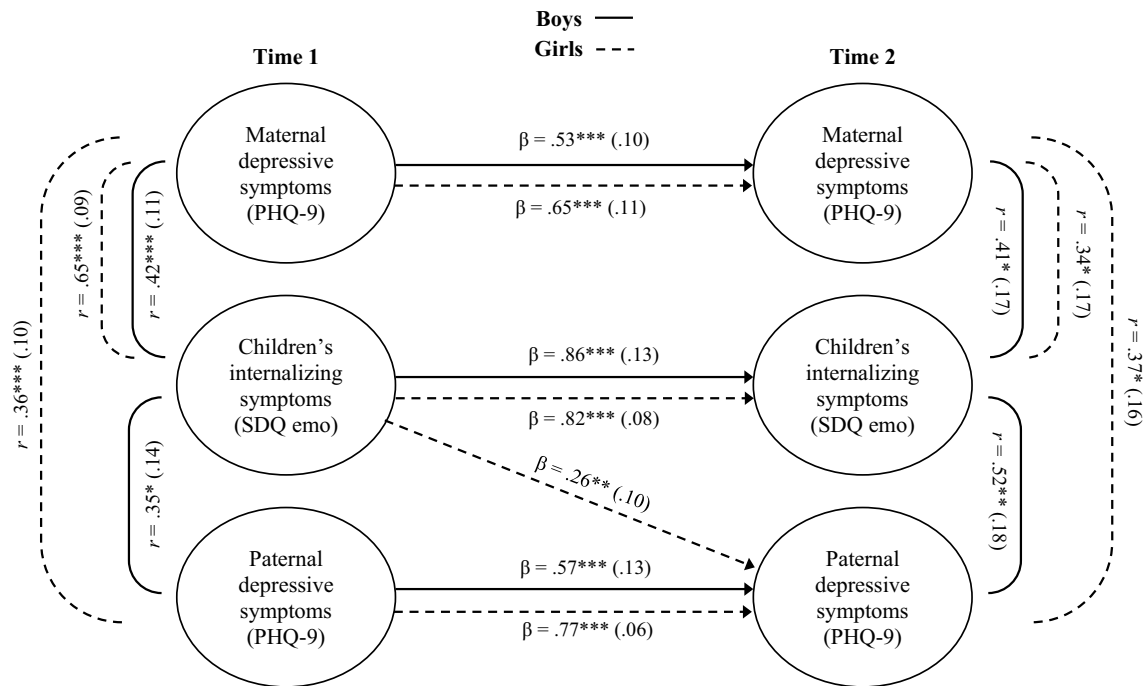 Boys
Girls
Time 1
Time 2
Maternal
depressive
symptoms
(PHQ-9)
β = .53*** (.10)
β = .65*** (.11)
Maternal
depressive
symptoms
(PHQ-9)
r = .36*** (.10)
r = .65*** (.09)
r = .42*** (.11)
r = .41* (.17)
r = .34* (.17)
r = .37* (.16)
Children’s
internalizing
symptoms
(SDQ emo)
β = .86*** (.13)
β = .82*** (.08)
Children’s
internalizing
symptoms
(SDQ emo)
β = .26** (.10)
r = .35* (.14)
r = .52** (.18)
Paternal
depressive
symptoms
(PHQ-9)
β = .57*** (.13)
β = .77*** (.06)
Paternal
depressive
symptoms
(PHQ-9)